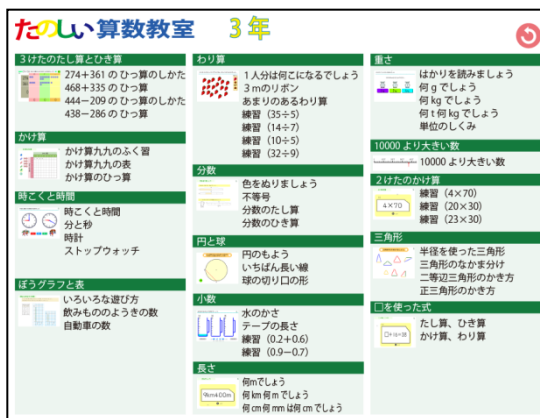 たのしい算数教室 3年
3けたのたし算とひき算
274+361 のひっ算のしかた
468+335 のひっ算
444−209 のひっ算のしかた
438−286 のひっ算
かけ算
かけ算九九のふく習
かけ算九九の表
かけ算のひっ算
時こくと時間
時こくと時間
分と秒
時計
ストップウォッチ
ぼうグラフと表
いろいろな遊び方
飲みもののようきの数
自動車の数
わり算
1人分は何こになるでしょう
3mのリボン
あまりのあるわり算
練習 (35÷5)
練習 (14÷7)
練習 (10÷5)
練習 (32÷9)
分数
色をぬりましょう
不等号
分数のたし算
分数のひき算
円と球
円のもよう
いちばん長い線
球の切り口の形
小数
水のかさ
テープの長さ
練習 (0.2+0.6)
練習 (0.9−0.7)
長さ
9km400m
何mでしょう
何km何mでしょう
何cm何mmは何cmでしょう
重さ
はかりを読みましょう
何gでしょう
何kgでしょう
何t何kgでしょう
単位のしくみ
10000 より大きい数
10000 より大きい数
2けたのかけ算
4×70
練習 (4×70)
練習 (20×30)
練習 (23×30)
三角形
半径を使った三角形
三角形のなかま分け
二等辺三角形のかき方
正三角形のかき方
□を使った式
たし算、ひき算
かけ算、わり算